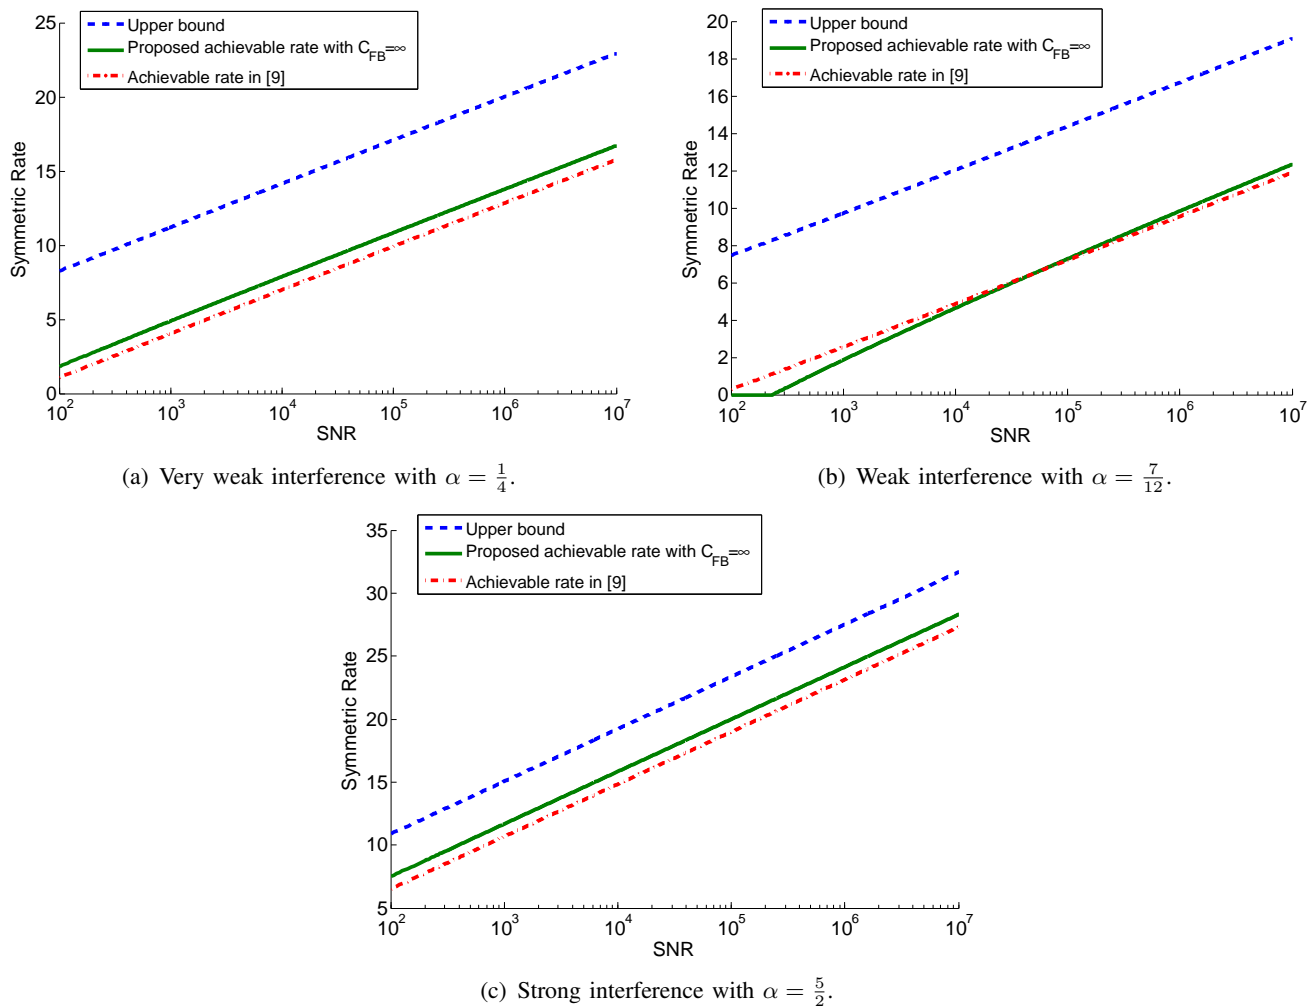 Upper bound
Proposed achievable rate with C_FB=∞
Achievable rate in [9]
25
20
15
10
5
0
10^2
10^3
10^4
10^5
10^6
10^7
Symmetric Rate
SNR
(a) Very weak interference with α = 1/4.
Upper bound
Proposed achievable rate with C_FB=∞
Achievable rate in [9]
20
18
16
14
12
10
8
6
4
2
0
10^2
10^3
10^4
10^5
10^6
10^7
Symmetric Rate
SNR
(b) Weak interference with α = 7/12.
Upper bound
Proposed achievable rate with C_FB=∞
Achievable rate in [9]
35
30
25
20
15
10
5
10^2
10^3
10^4
10^5
10^6
10^7
Symmetric Rate
SNR
(c) Strong interference with α = 5/2.